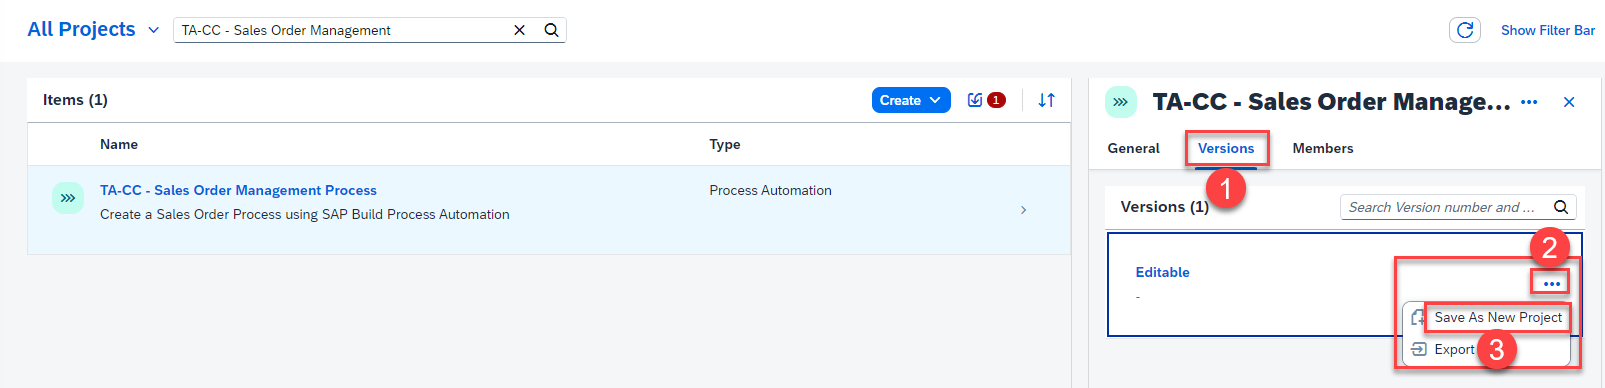 All Projects
TA-CC - Sales Order Management
Show Filter Bar
Items (1)
Create
1
Name
Type
TA-CC - Sales Order Management Process
Process Automation
Create a Sales Order Process using SAP Build Process Automation
TA-CC - Sales Order Manage...
General
Versions
Members
1
Versions (1)
Search Version number and ...
2
Editable
-
Save As New Project
Export
3